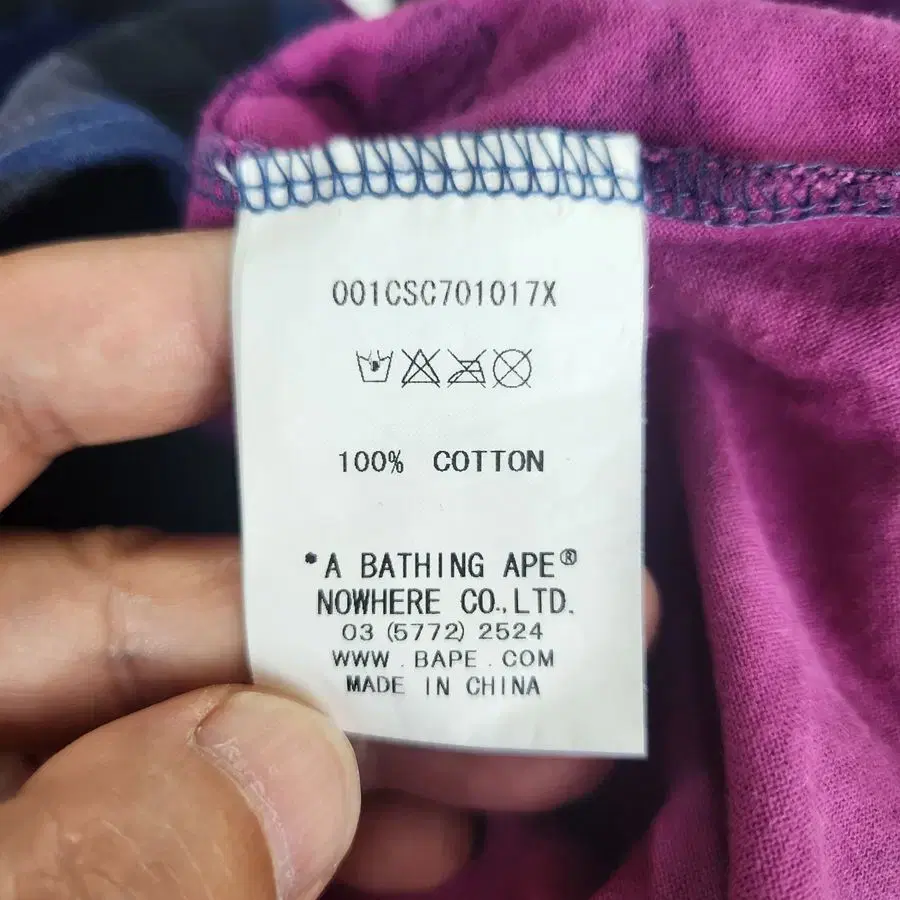 001CSC701017X
100% COTTON
*A BATHING APE®
NOWHERE CO.,LTD.
03 (5772) 2524
WWW . BAPE . COM
MADE IN CHINA